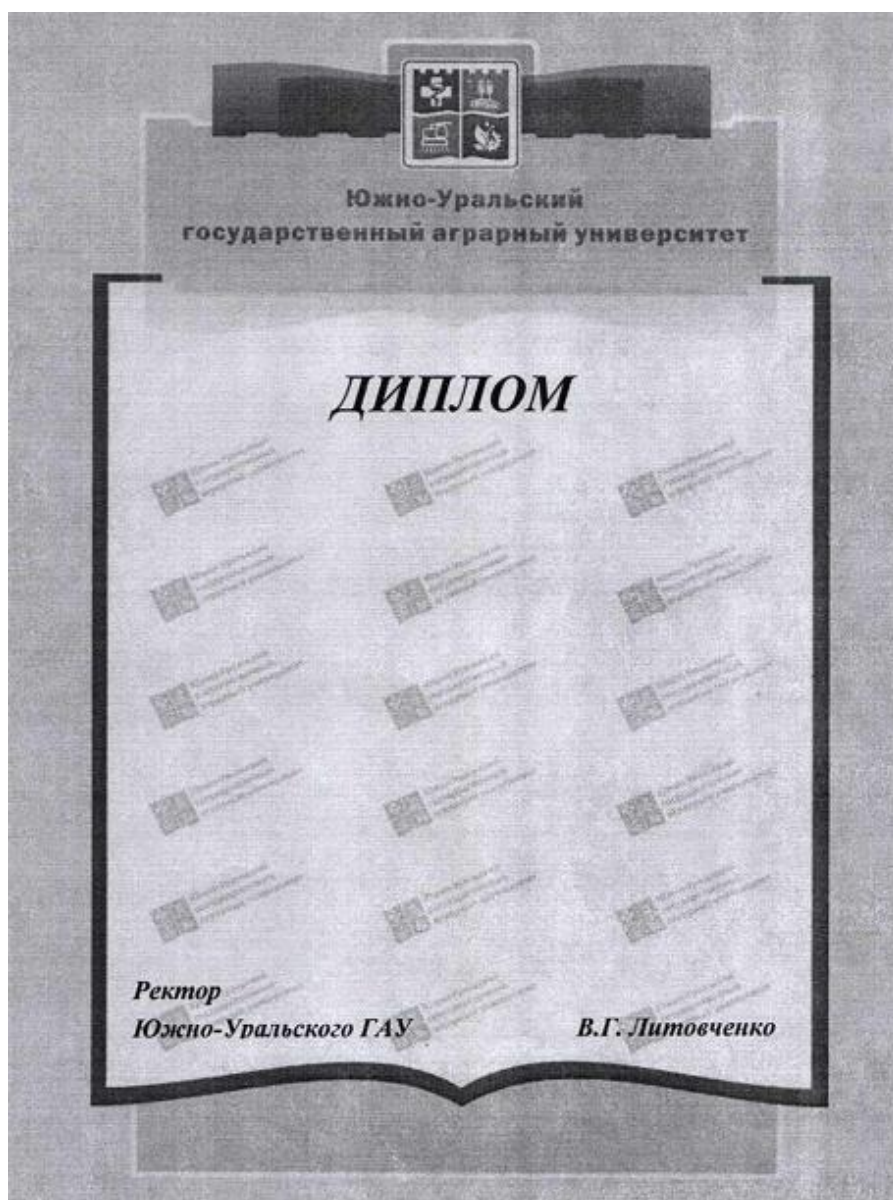 Южно-Уральский
государственный аграрный университет
ДИПЛОМ
Ректор
Южно-Уральского ГАУ
В.Г. Литовченко